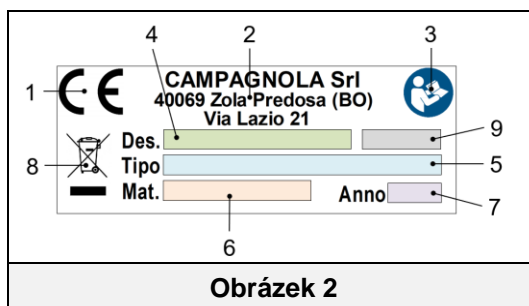 4 2 3
1 CE CAMPAGNOLA Srl
40069 Zola Predosa (BO)
Via Lazio 21
Des. 9
8 Tipo 5
Mat. Anno 7
6
Obrázek 2